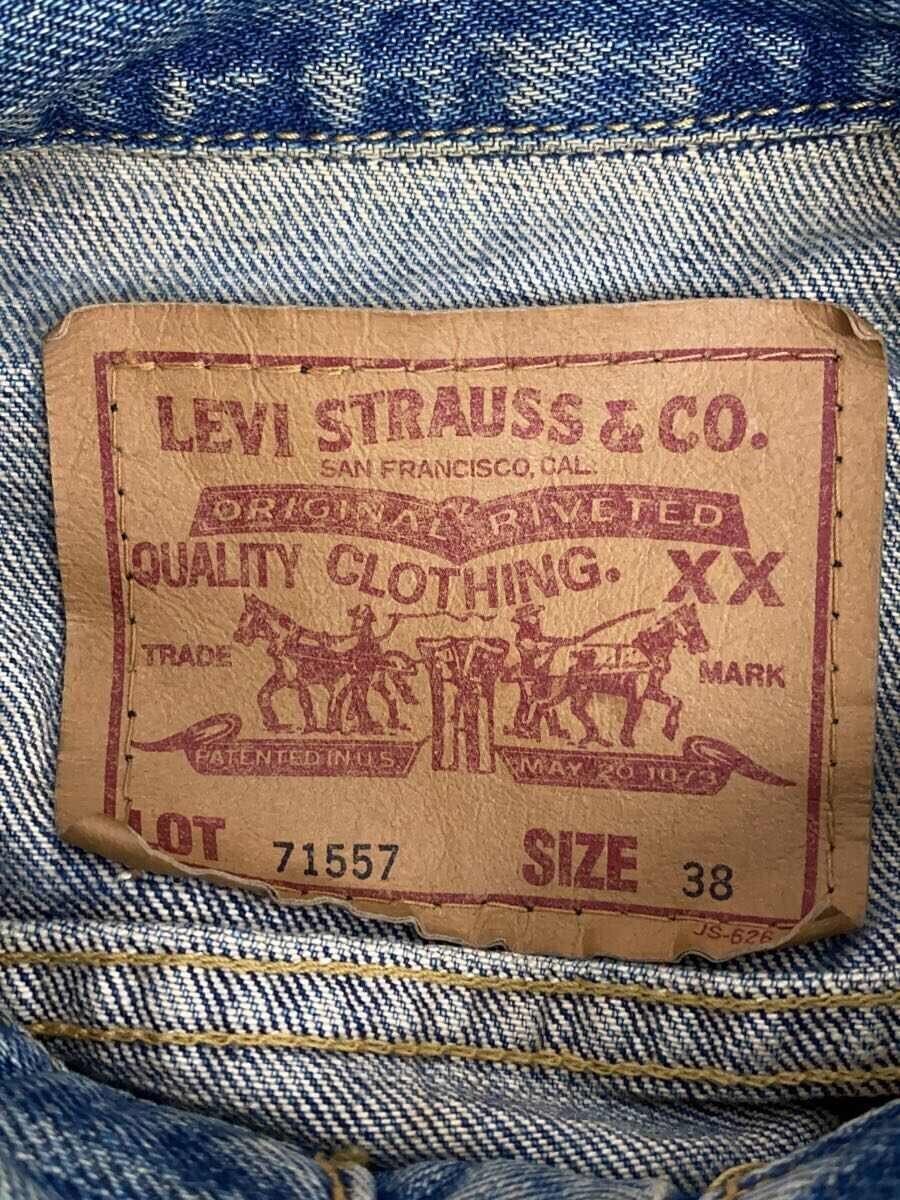 LEVI STRAUSS & CO.
SAN FRANCISCO, CAL.
ORIGINAL RIVETED
QUALITY CLOTHING. XX
TRADE MARK
PATENTED IN U.S. MAY 20 1873
LOT 71557 SIZE 38
JS-626